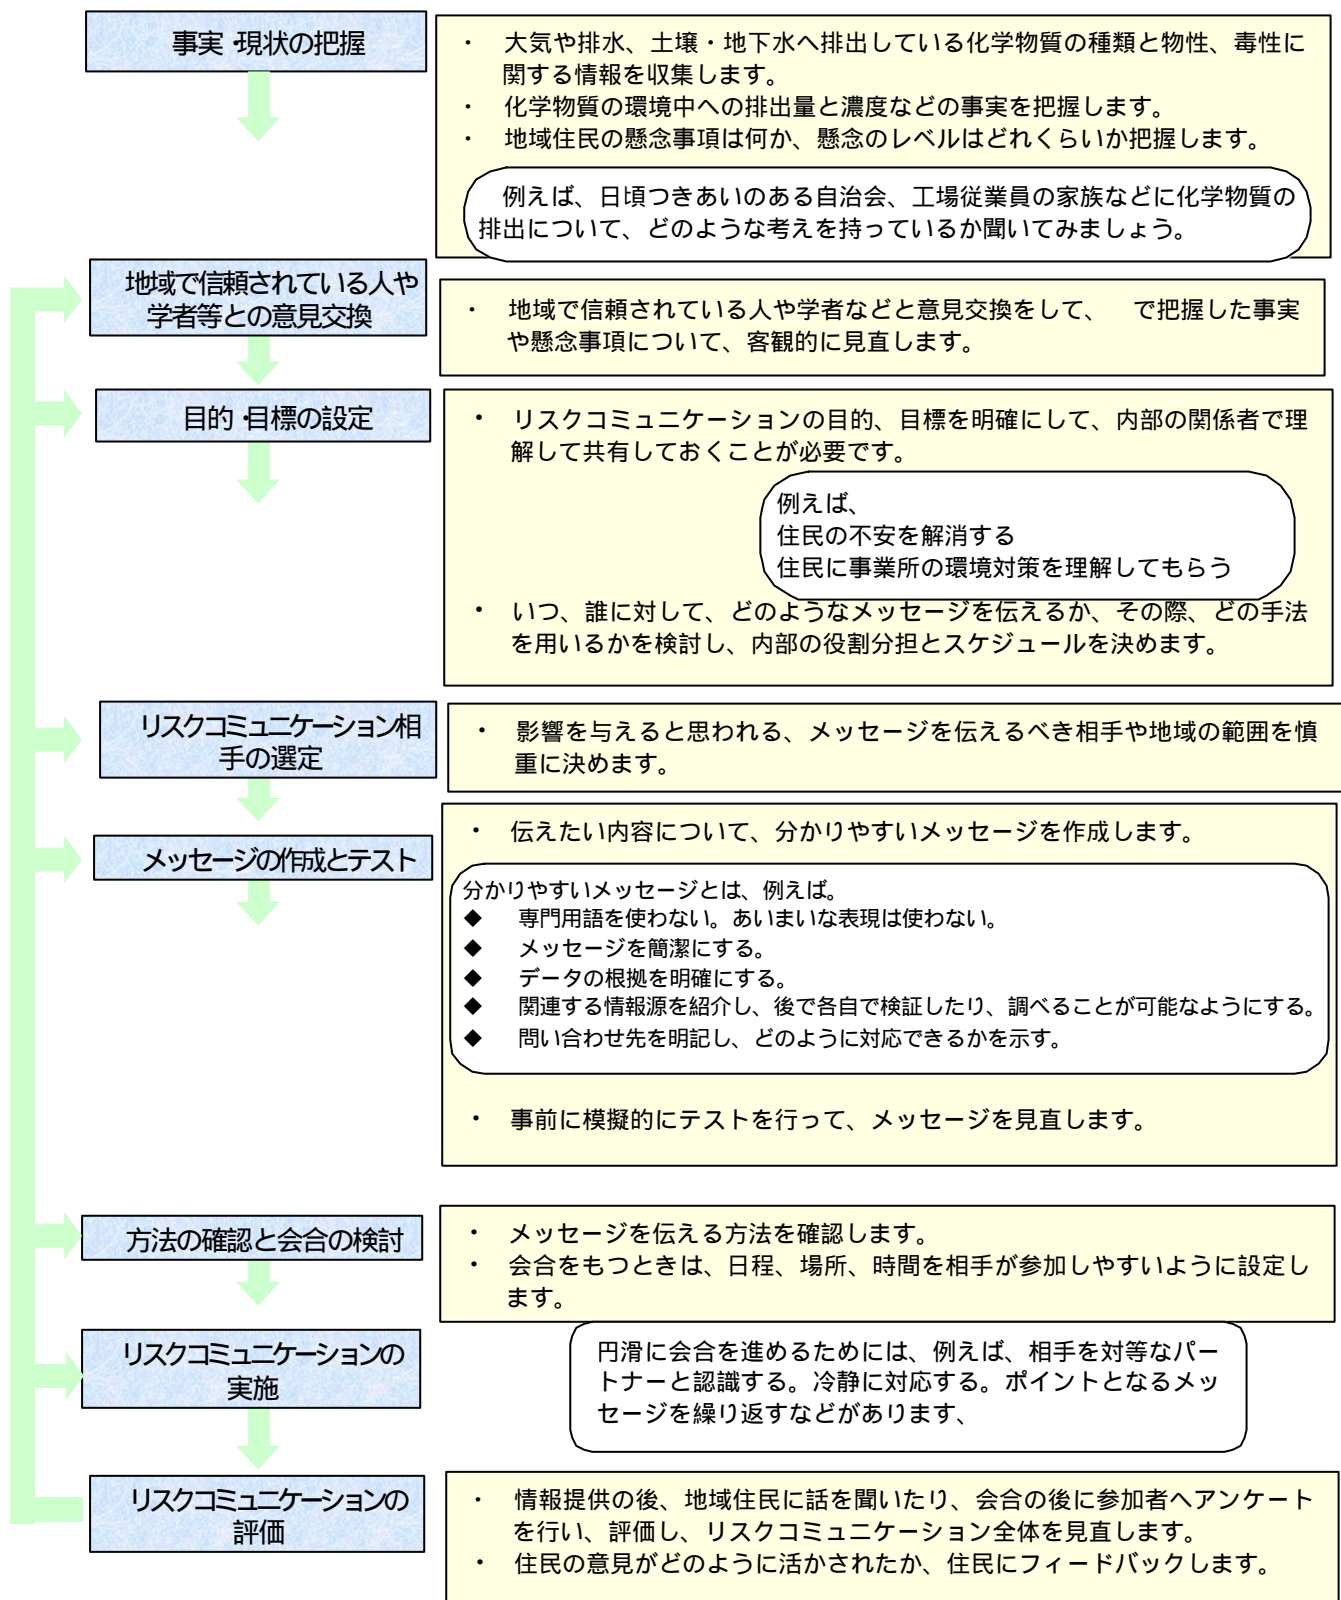 事実・現状の把握
・ 大気や排水、土壌・地下水へ排出している化学物質の種類と物性、毒性に
関する情報を収集します。
・ 化学物質の環境中への排出量と濃度などの事実を把握します。
・ 地域住民の懸念事項は何か、懸念のレベルはどれくらいか把握します。
例えば、日頃つきあいのある自治会、工場従業員の家族などに化学物質の
排出について、どのような考えを持っているか聞いてみましょう。
地域で信頼されている人や
学者等との意見交換
・ 地域で信頼されている人や学者などと意見交換をして、 で把握した事実
や懸念事項について、客観的に見直します。
目的・目標の設定
・ リスクコミュニケーションの目的、目標を明確にして、内部の関係者で理
解して共有しておくことが必要です。
例えば、
住民の不安を解消する
住民に事業所の環境対策を理解してもらう
・ いつ、誰に対して、どのようなメッセージを伝えるか、その際、どの手法
を用いるかを検討し、内部の役割分担とスケジュールを決めます。
リスクコミュニケーション相
手の選定
・ 影響を与えると思われる、メッセージを伝えるべき相手や地域の範囲を慎
重に決めます。
メッセージの作成とテスト
・ 伝えたい内容について、分かりやすいメッセージを作成します。
分かりやすいメッセージとは、例えば。
◆ 専門用語を使わない。あいまいな表現は使わない。
◆ メッセージを簡潔にする。
◆ データの根拠を明確にする。
◆ 関連する情報源を紹介し、後で各自で検証したり、調べることが可能なようにする。
◆ 問い合わせ先を明記し、どのように対応できるかを示す。
・ 事前に模擬的にテストを行って、メッセージを見直します。
方法の確認と会合の検討
・ メッセージを伝える方法を確認します。
・ 会合をもつときは、日程、場所、時間を相手が参加しやすいように設定し
ます。
リスクコミュニケーションの
実施
円滑に会合を進めるためには、例えば、相手を対等なパー
トナーと認識する。冷静に対応する。ポイントとなるメッ
セージを繰り返すなどがあります、
リスクコミュニケーションの
評価
・ 情報提供の後、地域住民に話を聞いたり、会合の後に参加者へアンケート
を行い、評価し、リスクコミュニケーション全体を見直します。
・ 住民の意見がどのように活かされたか、住民にフィードバックします。